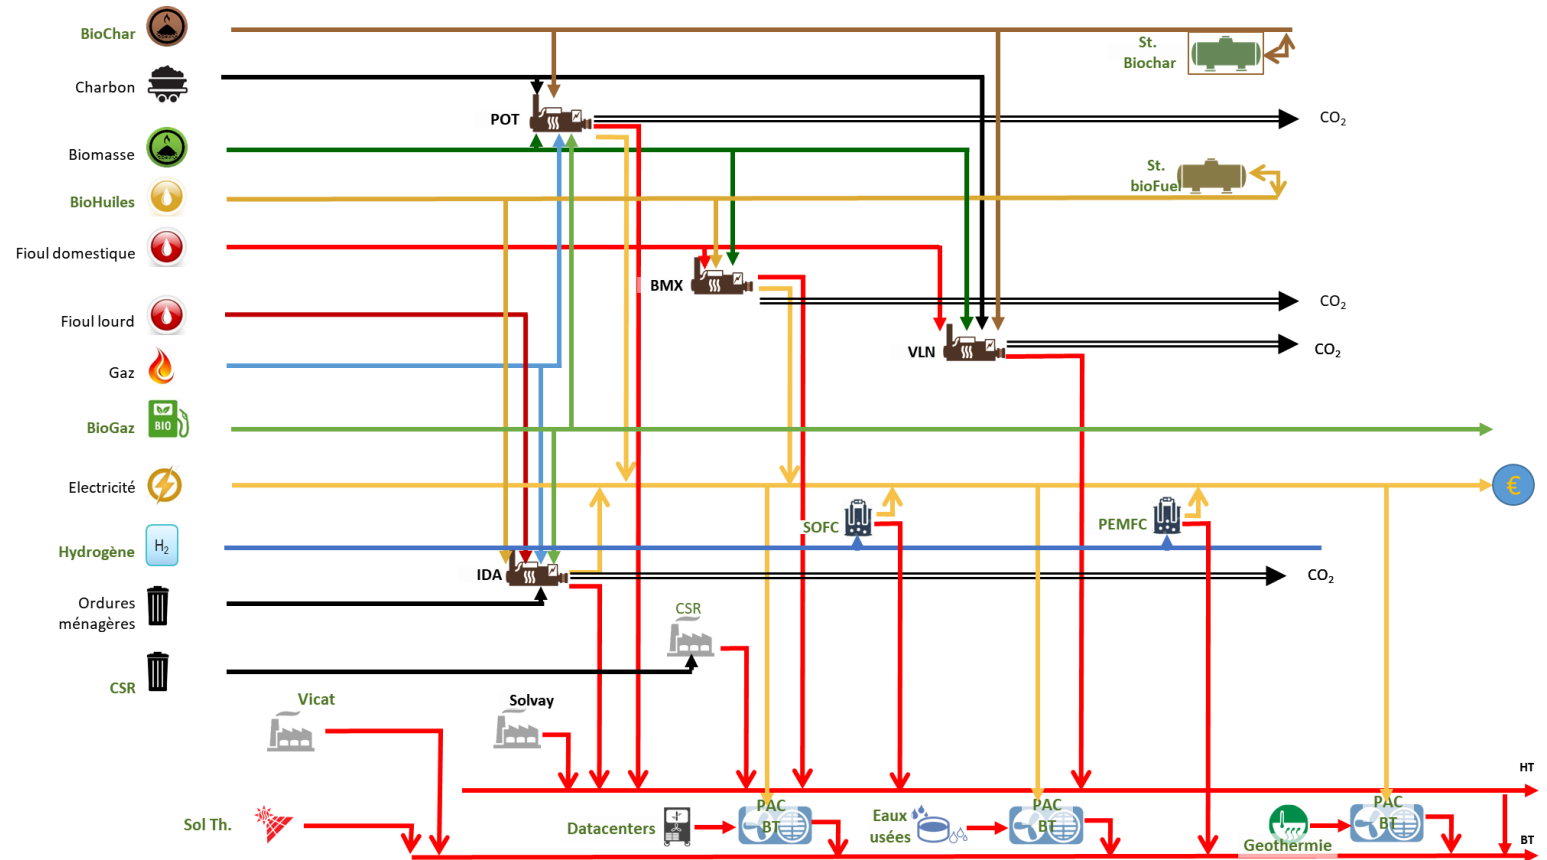 BioChar
St.
Biochar
Charbon
POT
CO₂
Biomasse
St.
bioFuel
BioHuiles
Fioul domestique
BMX
CO₂
Fioul lourd
VLN
CO₂
Gaz
BioGaz
BIO
Electricité
€
SOFC
PEMFC
Hydrogène
H₂
IDA
CO₂
Ordures
ménagères
CSR
CSR
Vicat
Solvay
HT
Sol Th.
Datacenters
PAC
BT
Eaux
usées
PAC
BT
Geothermie
PAC
BT
BT